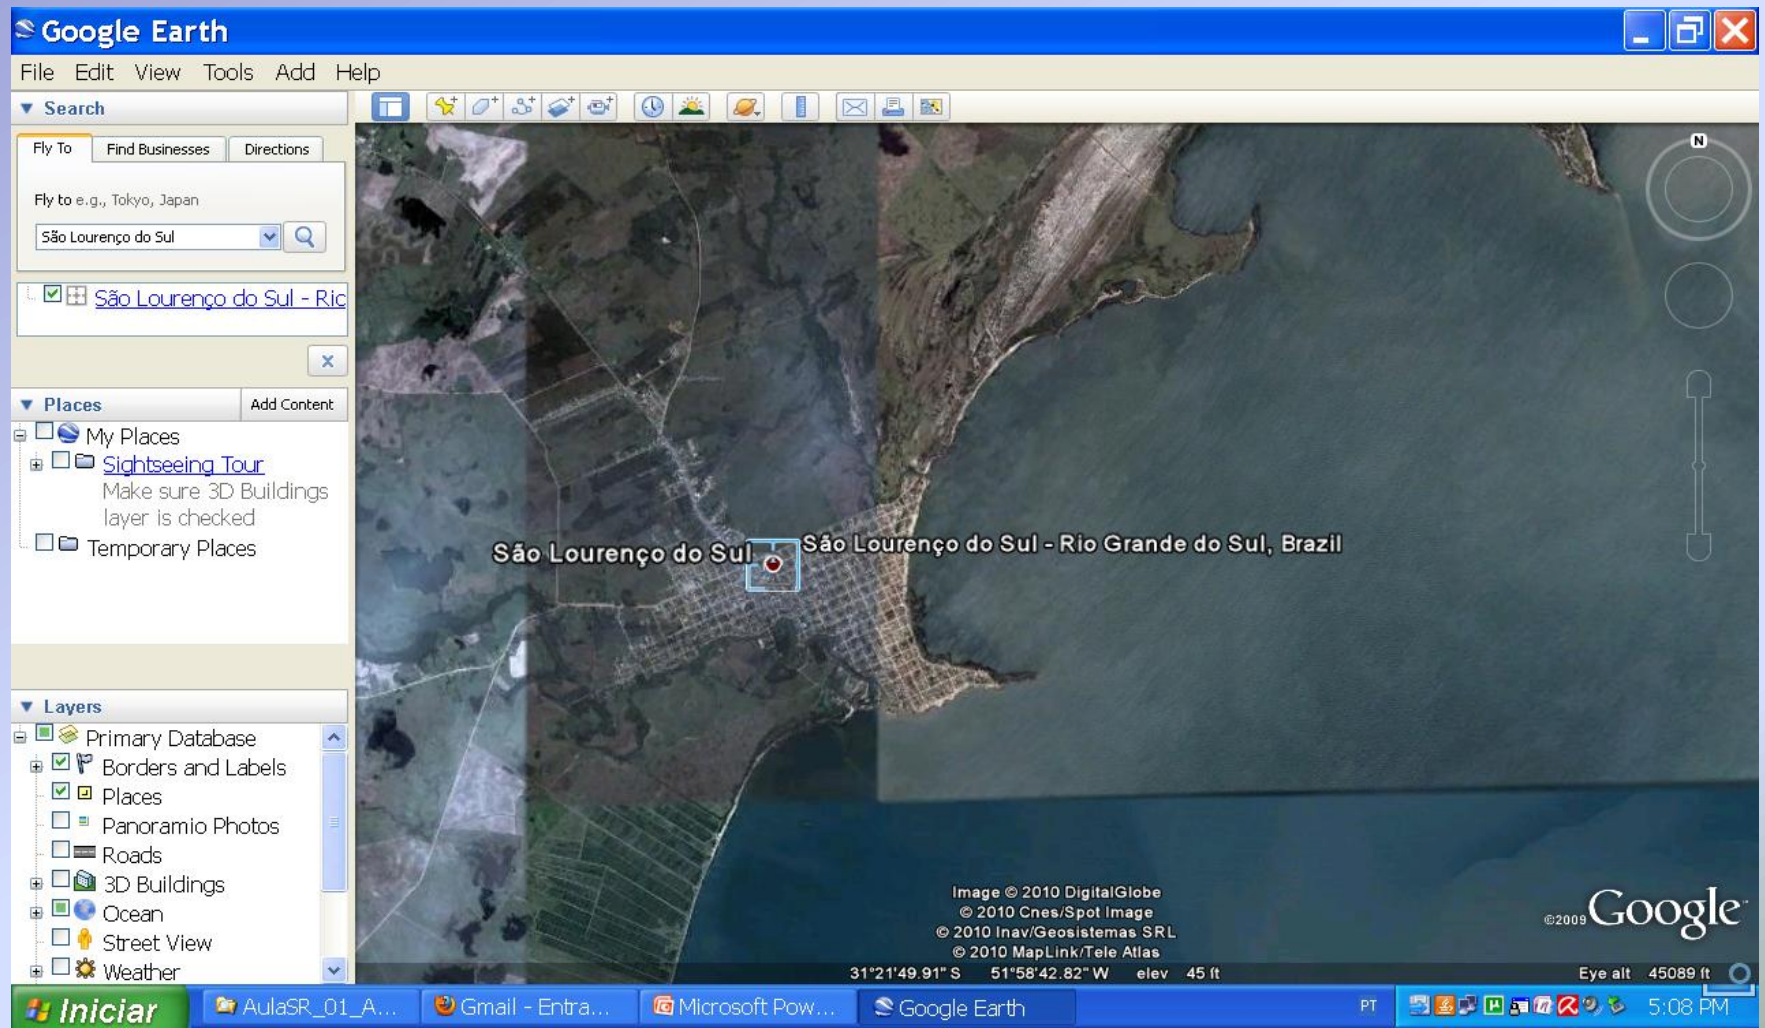 Google Earth
File Edit View Tools Add Help
Search
Fly To Find Businesses Directions
Fly to e.g., Tokyo, Japan
São Lourenço do Sul
São Lourenço do Sul - Ric
Places Add Content
My Places
Sightseeing Tour
Make sure 3D Buildings
layer is checked
Temporary Places
Layers
Primary Database
Borders and Labels
Places
Panoramio Photos
Roads
3D Buildings
Ocean
Street View
Weather
N
São Lourenço do Sul
São Lourenço do Sul - Rio Grande do Sul, Brazil
Image © 2010 DigitalGlobe
© 2010 Cnes/Spot Image
© 2010 Inav/Geosistemas SRL
© 2010 MapLink/Tele Atlas
©2009 Google
31°21'49.91" S 51°58'42.82" W elev 45 ft
Eye alt 45089 ft
Iniciar AulaSR_01_A... Gmail - Entra... Microsoft Pow... Google Earth PT 5:08 PM